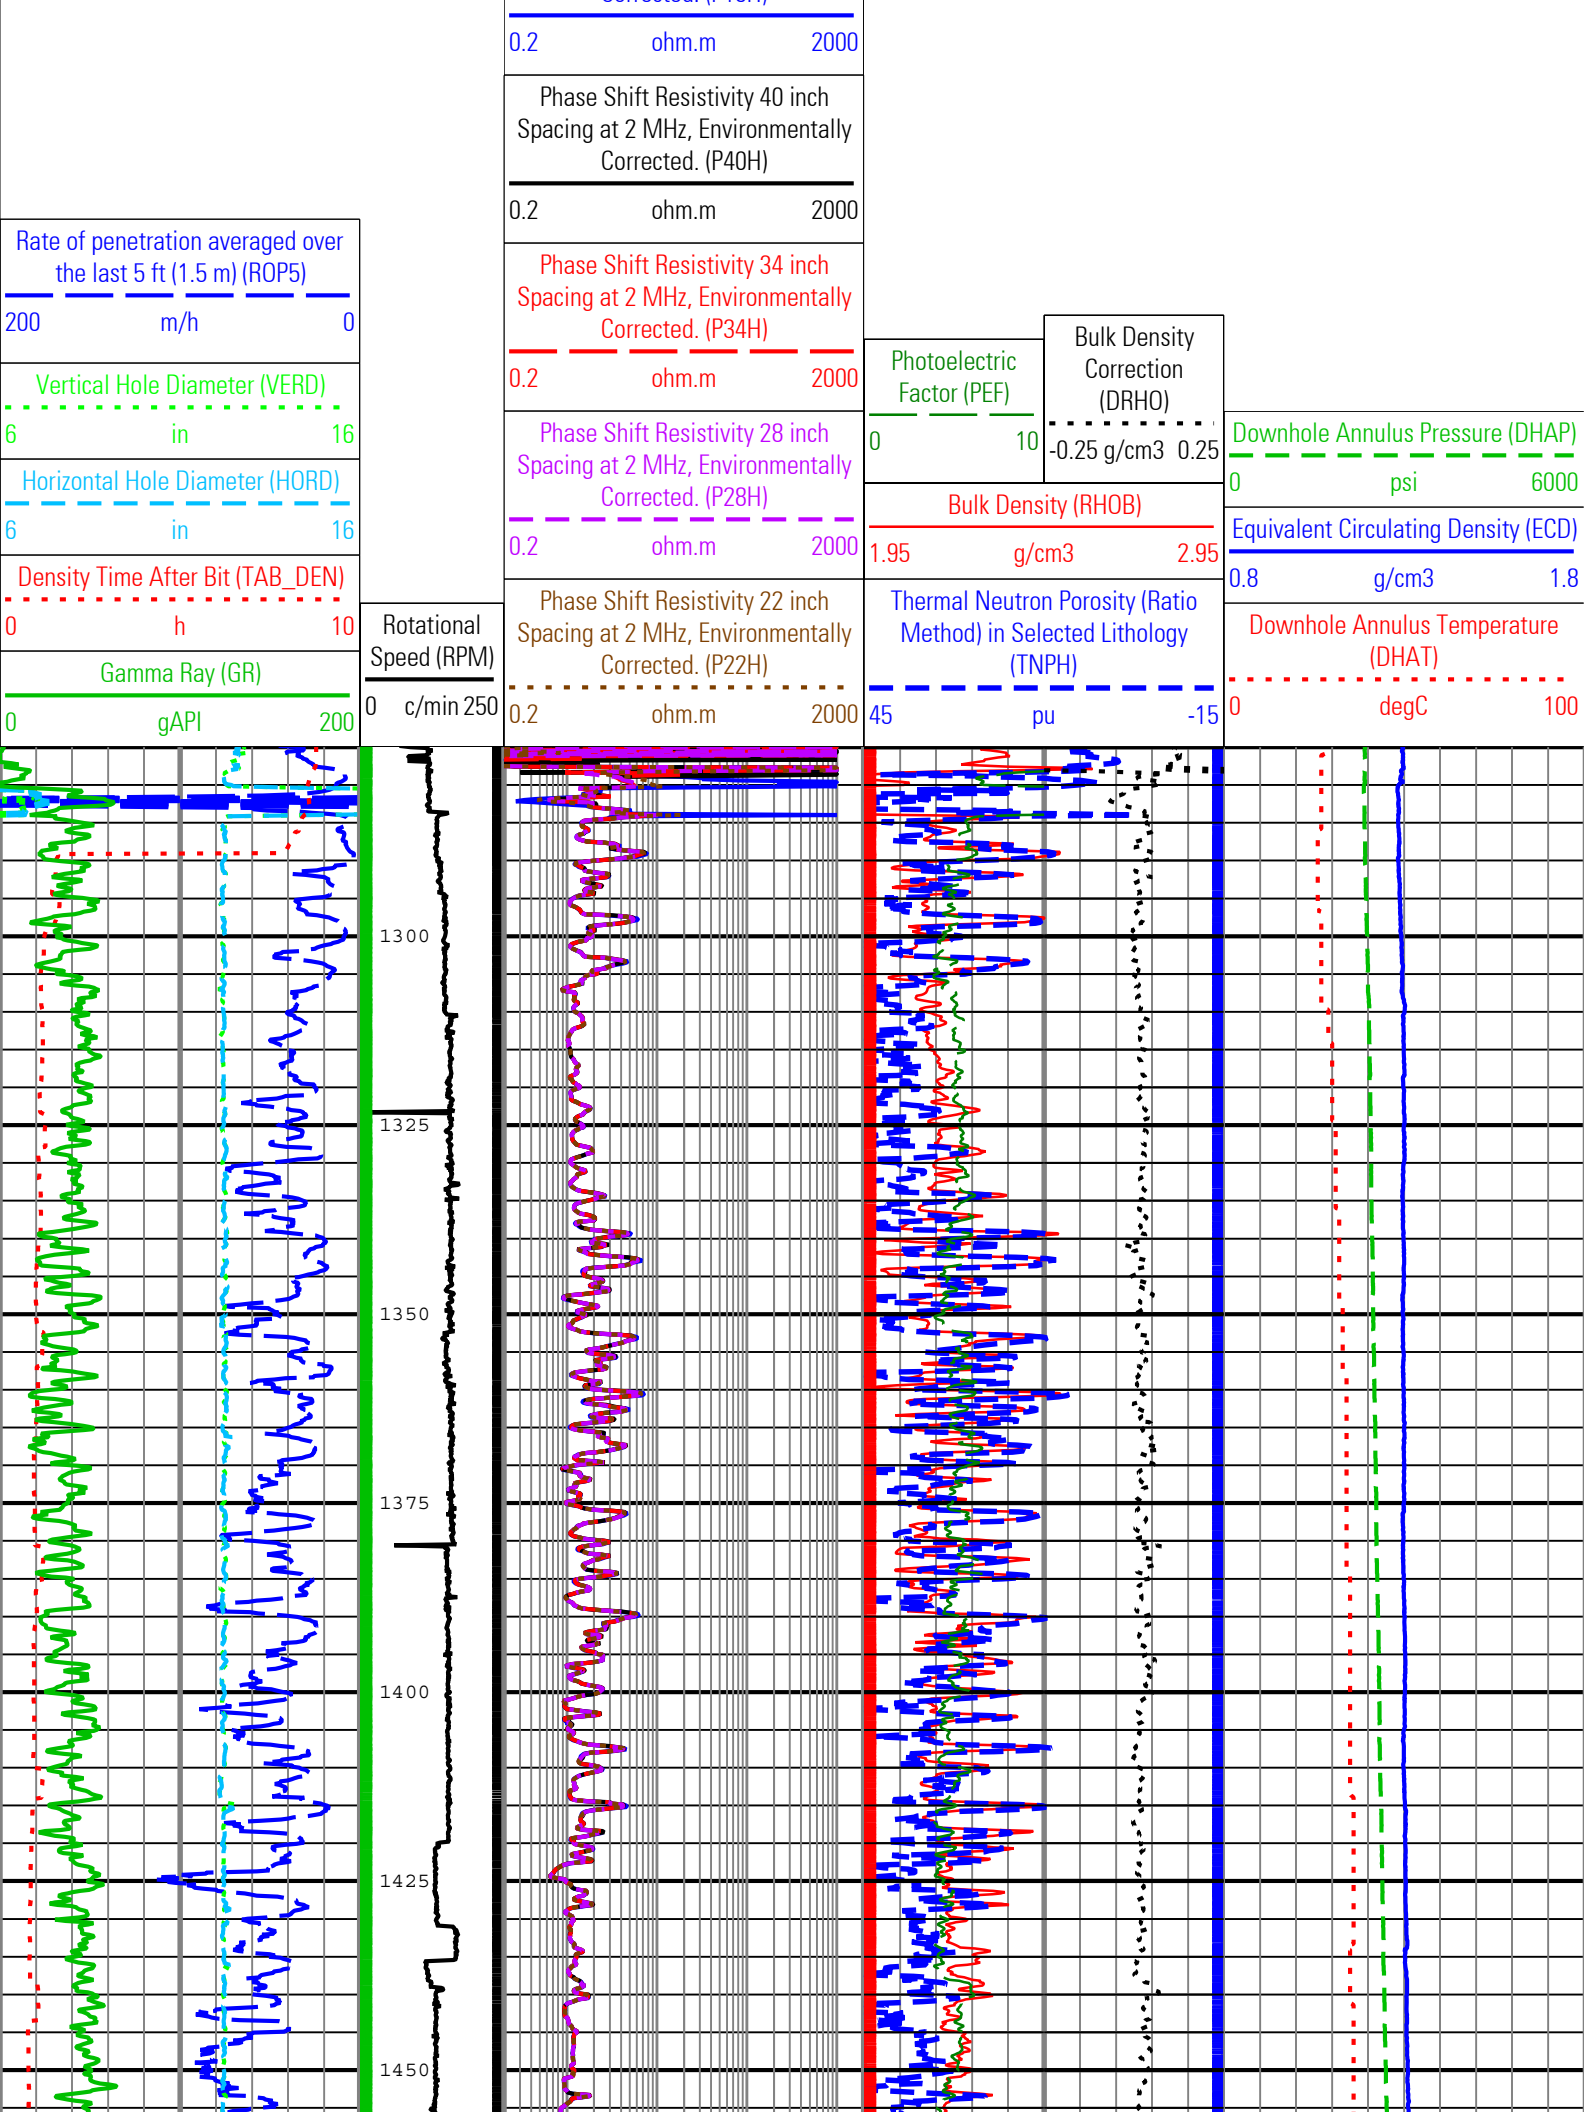 0.2 ohm.m 2000
Phase Shift Resistivity 40 inch
Spacing at 2 MHz, Environmentally
Corrected. (P40H)
0.2 ohm.m 2000
Rate of penetration averaged over
the last 5 ft (1.5 m) (ROP5)
200 m/h 0
Vertical Hole Diameter (VERD)
6 in 16
Horizontal Hole Diameter (HORD)
6 in 16
Density Time After Bit (TAB_DEN)
0 h 10
Gamma Ray (GR)
0 gAPI 200
Rotational
Speed (RPM)
0 c/min 250
Phase Shift Resistivity 34 inch
Spacing at 2 MHz, Environmentally
Corrected. (P34H)
0.2 ohm.m 2000
Phase Shift Resistivity 28 inch
Spacing at 2 MHz, Environmentally
Corrected. (P28H)
0.2 ohm.m 2000
Phase Shift Resistivity 22 inch
Spacing at 2 MHz, Environmentally
Corrected. (P22H)
0.2 ohm.m 2000
Photoelectric
Factor (PEF)
0 10
Bulk Density
Correction
(DRHO)
-0.25 g/cm3 0.25
Bulk Density (RHOB)
1.95 g/cm3 2.95
Thermal Neutron Porosity (Ratio
Method) in Selected Lithology
(TNPH)
45 pu -15
Downhole Annulus Pressure (DHAP)
0 psi 6000
Equivalent Circulating Density (ECD)
0.8 g/cm3 1.8
Downhole Annulus Temperature
(DHAT)
0 degC 100
1300
1325
1350
1375
1400
1425
1450